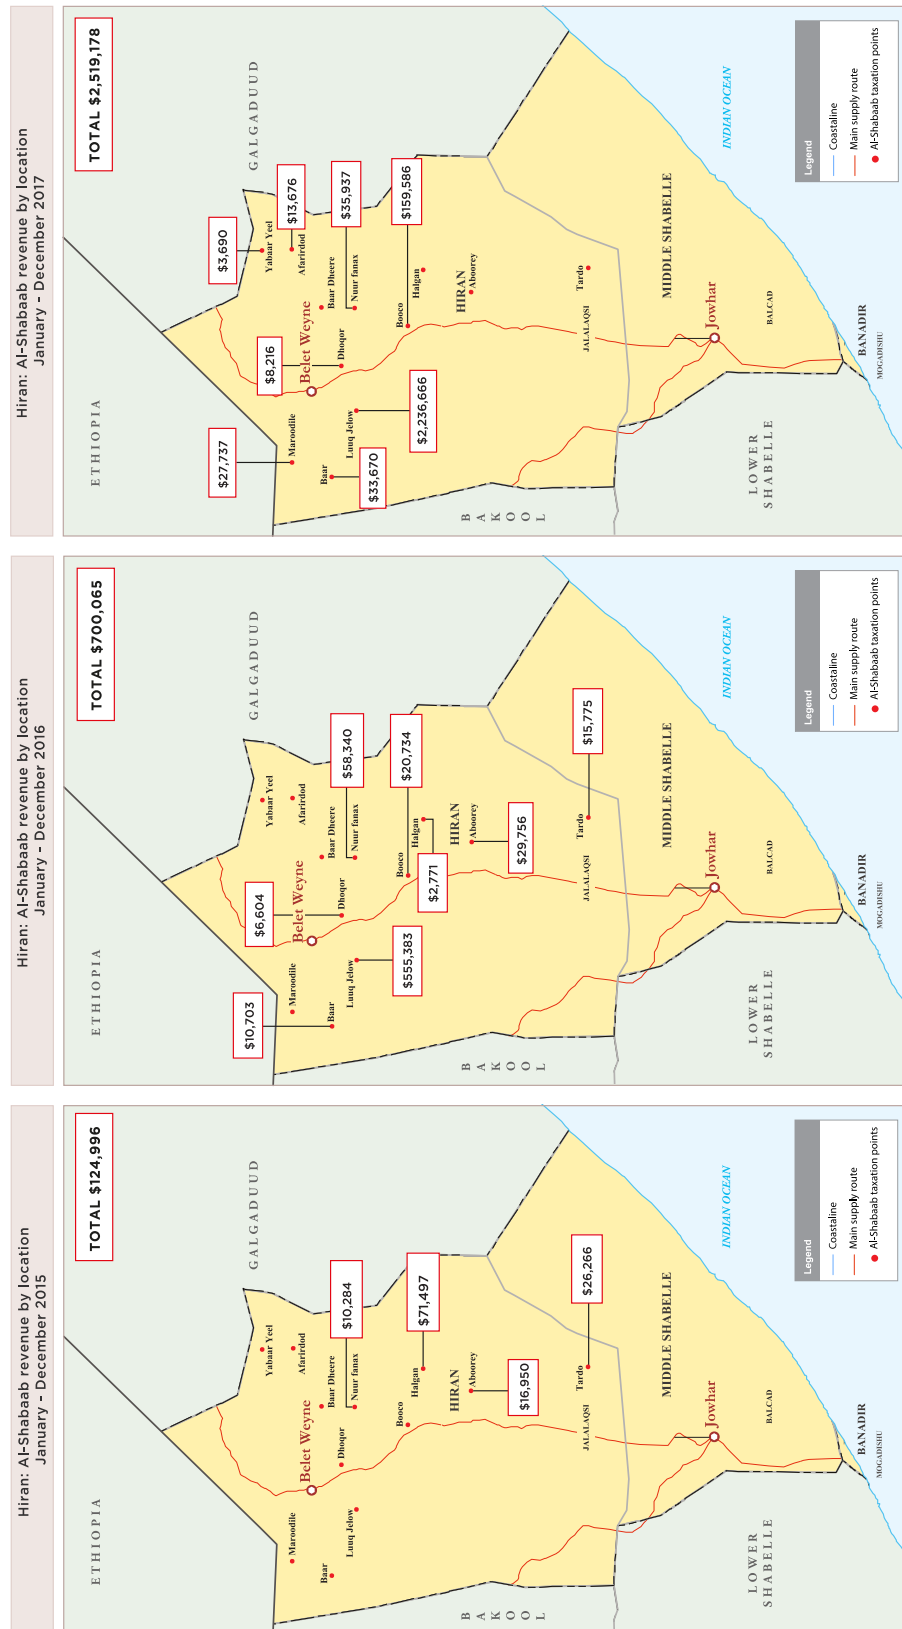 Hiran: Al-Shabaab revenue by location
January – December 2015
TOTAL $124,996
ETHIOPIA
GALGADUUD
Yabaar Yeel
Maroodile
Afarirdod
Belet Weyne
Baar
Baar Dheere
Dhoqor
Luuq Jelow
Nuur fanax
$10,284
Booco
Halgan
$71,497
HIRAN
Aboorey
$16,950
BAKOOL
Tardo
$26,266
JALALAQSI
MIDDLE SHABELLE
Jowhar
INDIAN OCEAN
LOWER
SHABELLE
BALCAD
BANADIR
MOGADISHU
Legend
Coastaline
Main supply route
Al-Shabaab taxation points
Hiran: Al-Shabaab revenue by location
January – December 2016
TOTAL $700,065
ETHIOPIA
GALGADUUD
$10,703
$6,604
Yabaar Yeel
Maroodile
Afarirdod
Belet Weyne
Baar
Baar Dheere
Dhoqor
Luuq Jelow
Nuur fanax
$58,340
$555,383
Booco
$20,734
Halgan
$2,771
HIRAN
Aboorey
$29,756
BAKOOL
Tardo
$15,775
JALALAQSI
MIDDLE SHABELLE
Jowhar
INDIAN OCEAN
LOWER
SHABELLE
BALCAD
BANADIR
MOGADISHU
Legend
Coastaline
Main supply route
Al-Shabaab taxation points
Hiran: Al-Shabaab revenue by location
January – December 2017
TOTAL $2,519,178
ETHIOPIA
GALGADUUD
$27,737
$3,690
$8,216
Yabaar Yeel
$13,676
Maroodile
Afarirdod
Belet Weyne
Baar
Baar Dheere
Dhoqor
$35,937
Luuq Jelow
Nuur fanax
$33,670
$2,236,666
Booco
$159,586
Halgan
HIRAN
Aboorey
BAKOOL
Tardo
JALALAQSI
MIDDLE SHABELLE
Jowhar
INDIAN OCEAN
LOWER
SHABELLE
BALCAD
BANADIR
MOGADISHU
Legend
Coastaline
Main supply route
Al-Shabaab taxation points